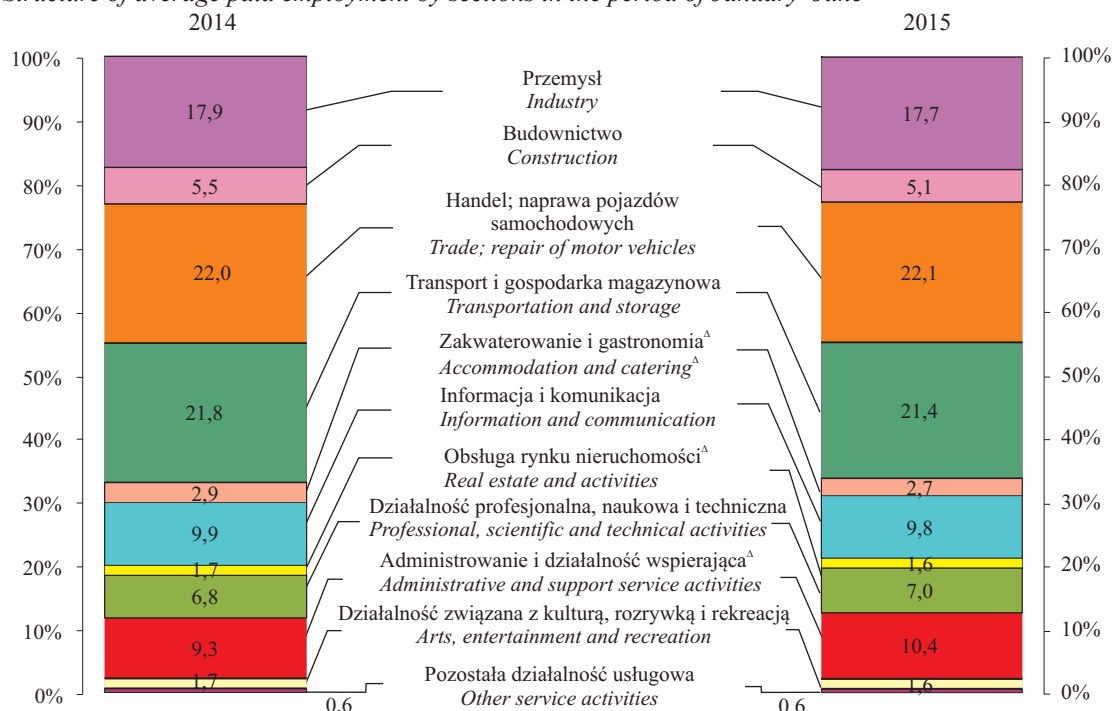 Structure of average paid employment by sections in the period of January–June
2014
2015
100%
90%
80%
70%
60%
50%
40%
30%
20%
10%
0%
17,9
5,5
22,0
21,8
2,9
9,9
1,7
6,8
9,3
1,7
0,6
Przemysł
Industry
Budownictwo
Construction
Handel; naprawa pojazdów
samochodowych
Trade; repair of motor vehicles
Transport i gospodarka magazynowa
Transportation and storage
Zakwaterowanie i gastronomia^Δ
Accommodation and catering^Δ
Informacja i komunikacja
Information and communication
Obsługa rynku nieruchomości^Δ
Real estate and activities
Działalność profesjonalna, naukowa i techniczna
Professional, scientific and technical activities
Administrowanie i działalność wspierająca^Δ
Administrative and support service activities
Działalność związana z kulturą, rozrywką i rekreacją
Arts, entertainment and recreation
Pozostała działalność usługowa
Other service activities
17,7
5,1
22,1
21,4
2,7
9,8
1,6
7,0
10,4
1,6
0,6
100%
90%
80%
70%
60%
50%
40%
30%
20%
10%
0%